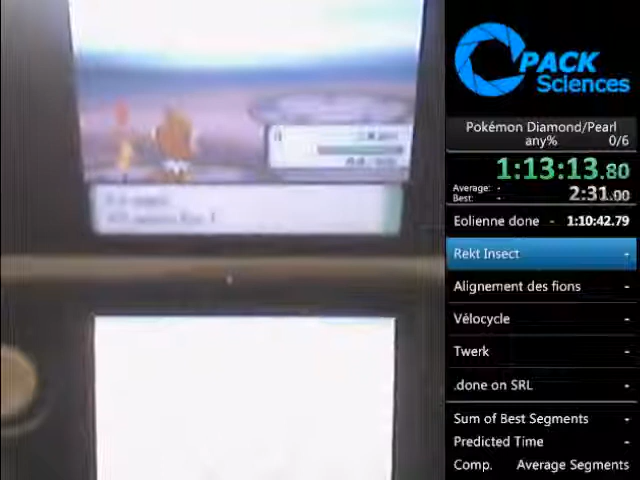 PACK
Sciences
Pokémon Diamond/Pearl
any% 0/6
1:13:13.80
Average: -
Best: - 2:31.00
Eolienne done - 1:10:42.79
Rekt Insect -
Alignement des fions -
Vélocycle -
Twerk -
.done on SRL -
Sum of Best Segments -
Predicted Time -
Comp. Average Segments